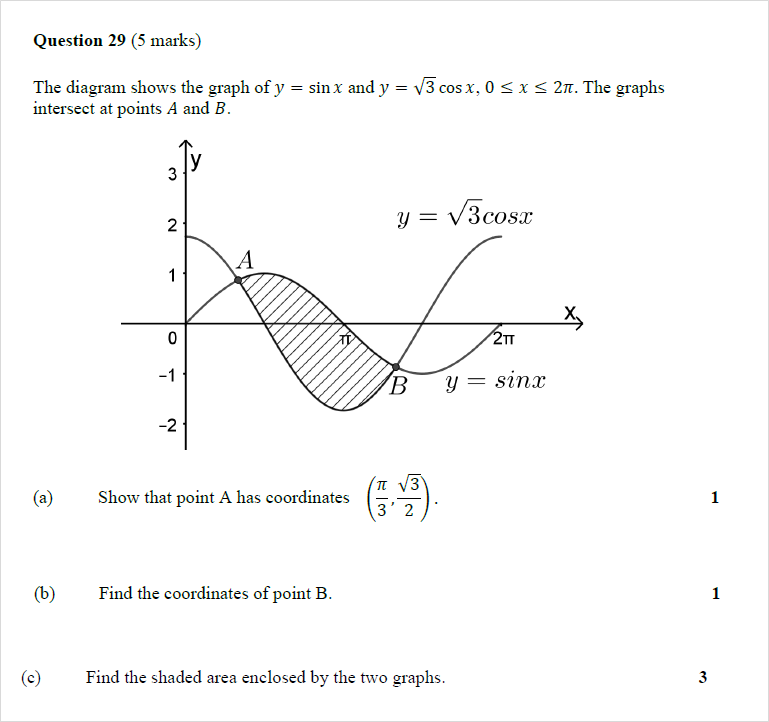 Question 29 (5 marks)
The diagram shows the graph of y = sin x and y = √3 cos x, 0 ≤ x ≤ 2π. The graphs
intersect at points A and B.
y
3
y = √3cosx
2
A
1
x
0
π
2π
−1
B
y = sinx
−2
(a) Show that point A has coordinates (π/3, √3/2). 1
(b) Find the coordinates of point B. 1
(c) Find the shaded area enclosed by the two graphs. 3